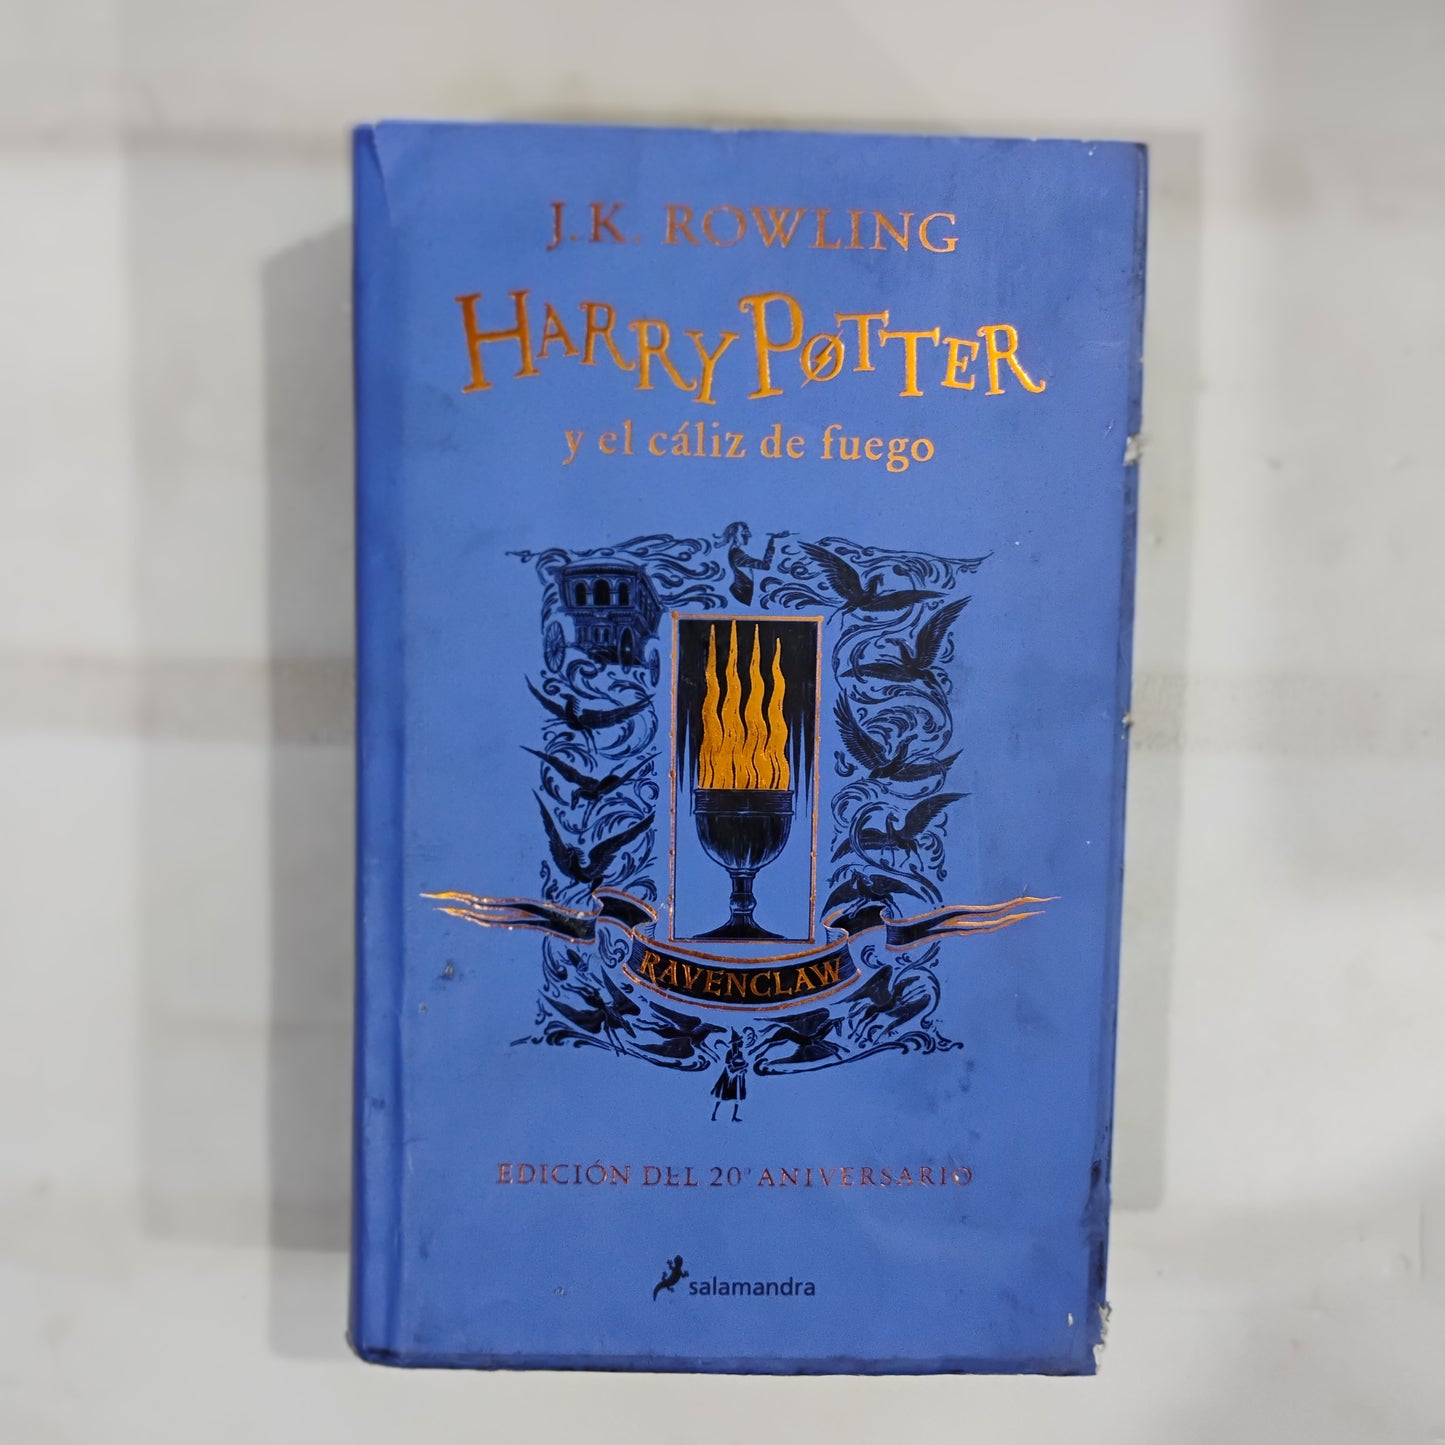 J.K. ROWLING
HARRY POTTER
y el cáliz de fuego
RAVENCLAW
EDICIÓN DEL 20º ANIVERSARIO
salamandra